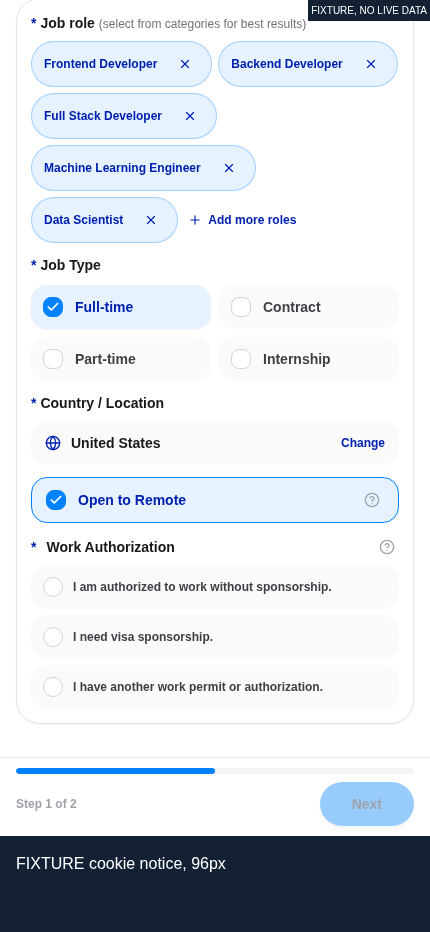 FIXTURE, NO LIVE DATA
* Job role (select from categories for best results)
Frontend Developer
Backend Developer
Full Stack Developer
Machine Learning Engineer
Data Scientist
Add more roles
* Job Type
Full-time
Contract
Part-time
Internship
* Country / Location
United States
Change
Open to Remote
* Work Authorization
I am authorized to work without sponsorship.
I need visa sponsorship.
I have another work permit or authorization.
Step 1 of 2
Next
FIXTURE cookie notice, 96px